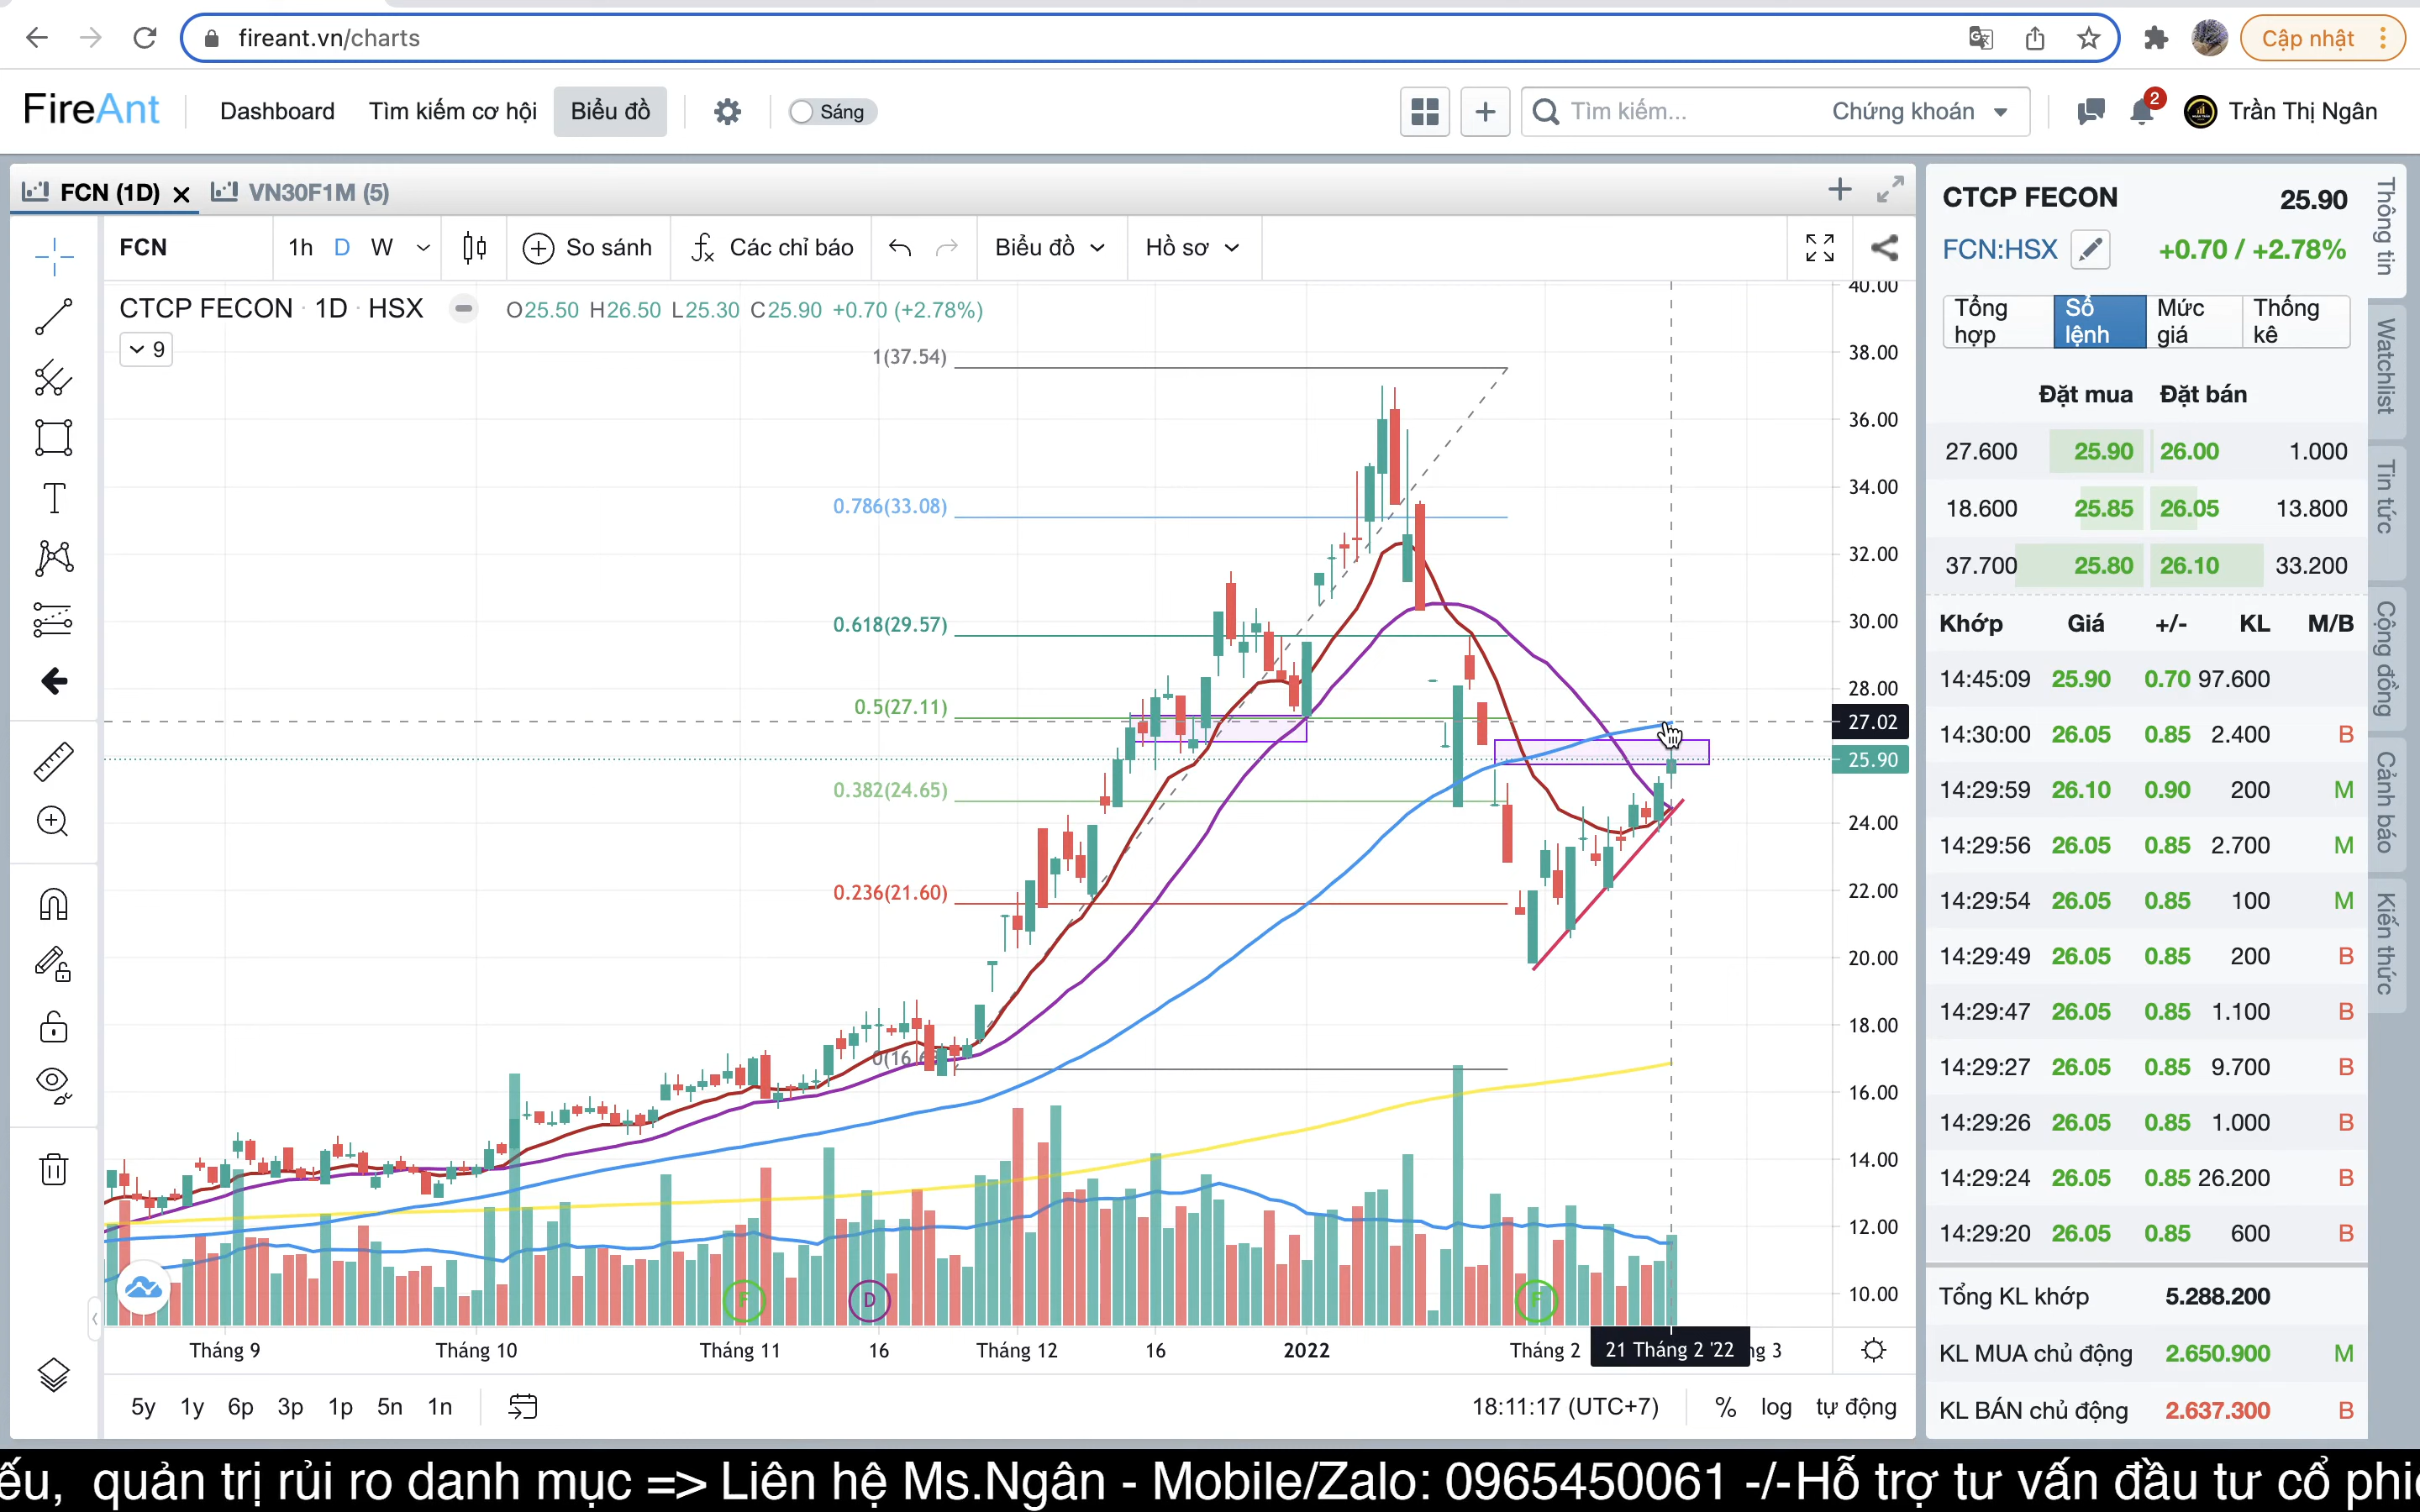 fireant.vn/charts
Cập nhật
FireAnt
Dashboard
Tìm kiếm cơ hội
Biểu đồ
Sáng
Tìm kiếm...
Chứng khoán
2
Trần Thị Ngân
FCN (1D)
VN30F1M (5)
FCN
1h D W
So sánh
Các chỉ báo
Biểu đồ
Hồ sơ
CTCP FECON · 1D · HSX
O25.50 H26.50 L25.30 C25.90 +0.70 (+2.78%)
9
1(37.54)
0.786(33.08)
0.618(29.57)
0.5(27.11)
0.382(24.65)
0.236(21.60)
40.00
38.00
36.00
34.00
32.00
30.00
28.00
27.02
25.90
24.00
22.00
20.00
18.00
16.00
14.00
12.00
10.00
F
D
F
Tháng 9
Tháng 10
Tháng 11
16
Tháng 12
16
2022
Tháng 2
21 Tháng 2 '22
ng 3
5y 1y 6p 3p 1p 5n 1n
18:11:17 (UTC+7)
% log tự động
CTCP FECON 25.90
FCN:HSX +0.70 / +2.78%
Tổng hợp
Sổ lệnh
Mức giá
Thống kê
Đặt mua Đặt bán
27.600 25.90 26.00 1.000
18.600 25.85 26.05 13.800
37.700 25.80 26.10 33.200
Khớp Giá +/- KL M/B
14:45:09 25.90 0.70 97.600
14:30:00 26.05 0.85 2.400 B
14:29:59 26.10 0.90 200 M
14:29:56 26.05 0.85 2.700 M
14:29:54 26.05 0.85 100 M
14:29:49 26.05 0.85 200 B
14:29:47 26.05 0.85 1.100 B
14:29:27 26.05 0.85 9.700 B
14:29:26 26.05 0.85 1.000 B
14:29:24 26.05 0.85 26.200 B
14:29:20 26.05 0.85 600 B
Tổng KL khớp 5.288.200
KL MUA chủ động 2.650.900 M
KL BÁN chủ động 2.637.300 B
Thông tin
Watchlist
Tin tức
Cộng đồng
Cảnh báo
Kiến thức
ếu, quản trị rủi ro danh mục => Liên hệ Ms.Ngân - Mobile/Zalo: 0965450061 -/-Hỗ trợ tư vấn đầu tư cổ phi